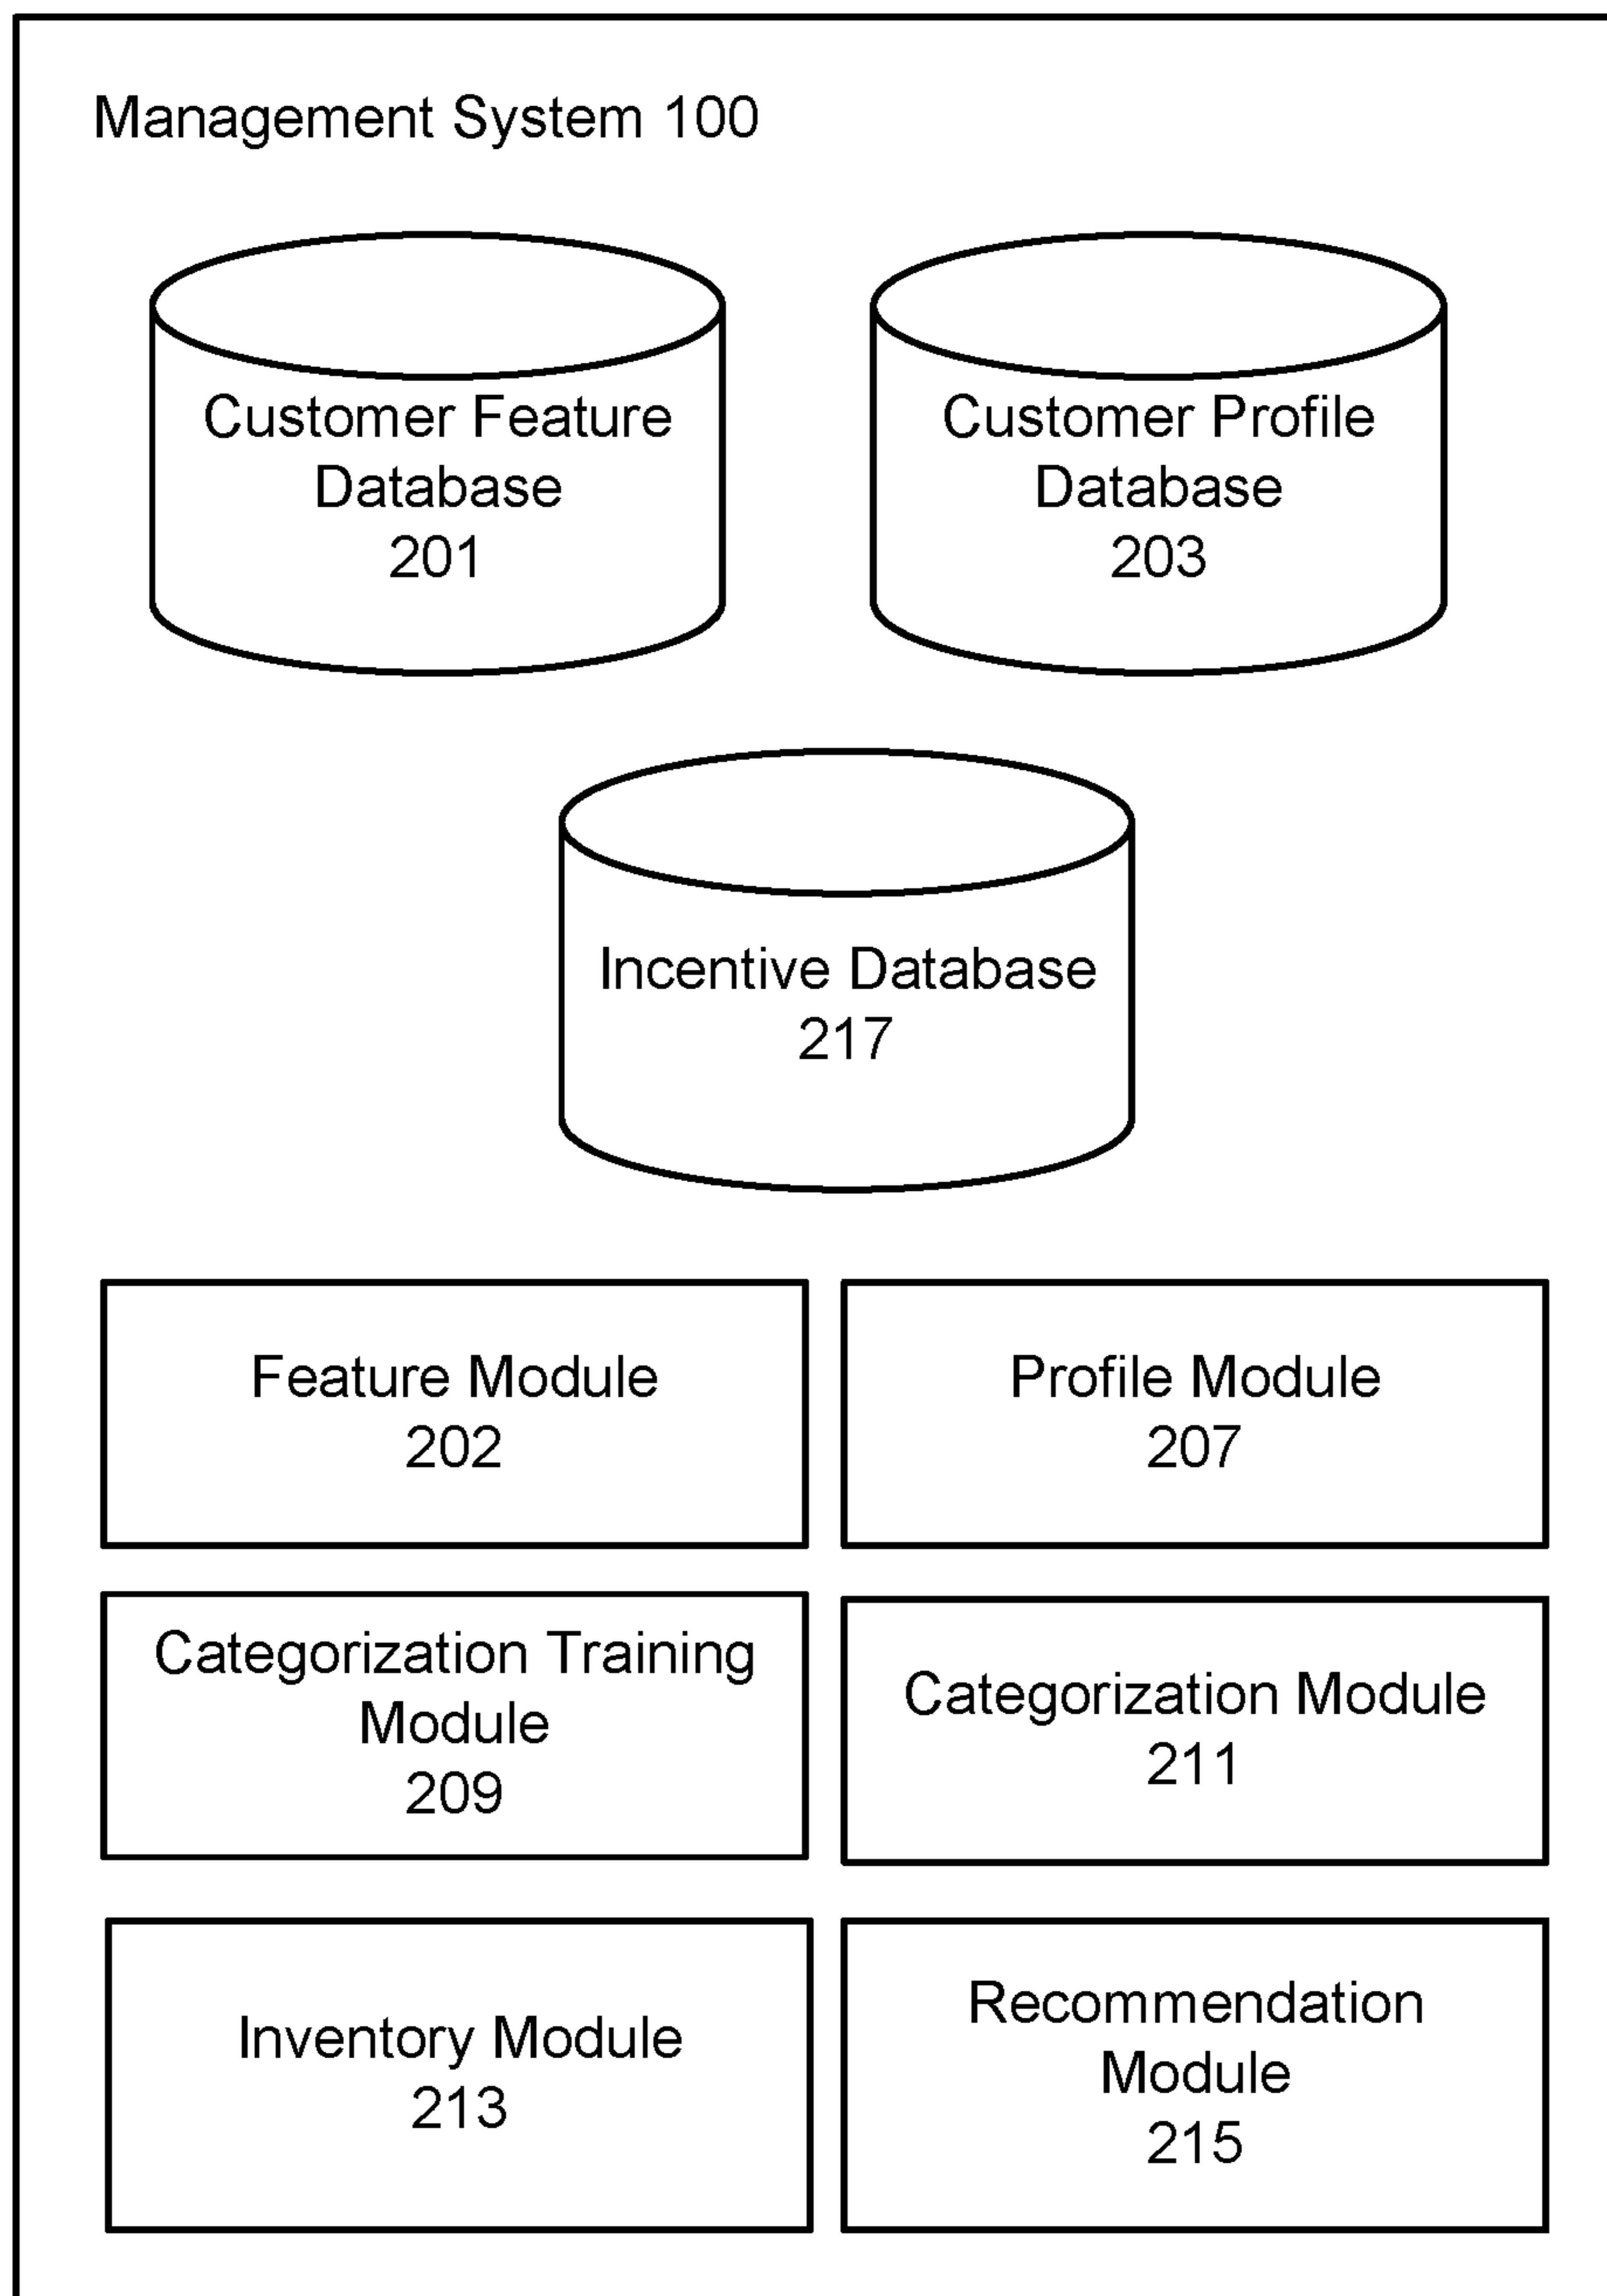 Management System 100
Customer Feature
Database
201
Customer Profile
Database
203
Incentive Database
217
Feature Module
202
Profile Module
207
Categorization Training
Module
209
Categorization Module
211
Inventory Module
213
Recommendation
Module
215